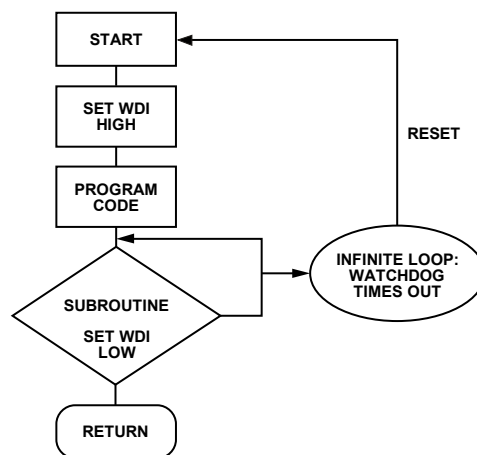 START
SET WDI
HIGH
RESET
PROGRAM
CODE
INFINITE LOOP:
WATCHDOG
TIMES OUT
SUBROUTINE
SET WDI
LOW
RETURN